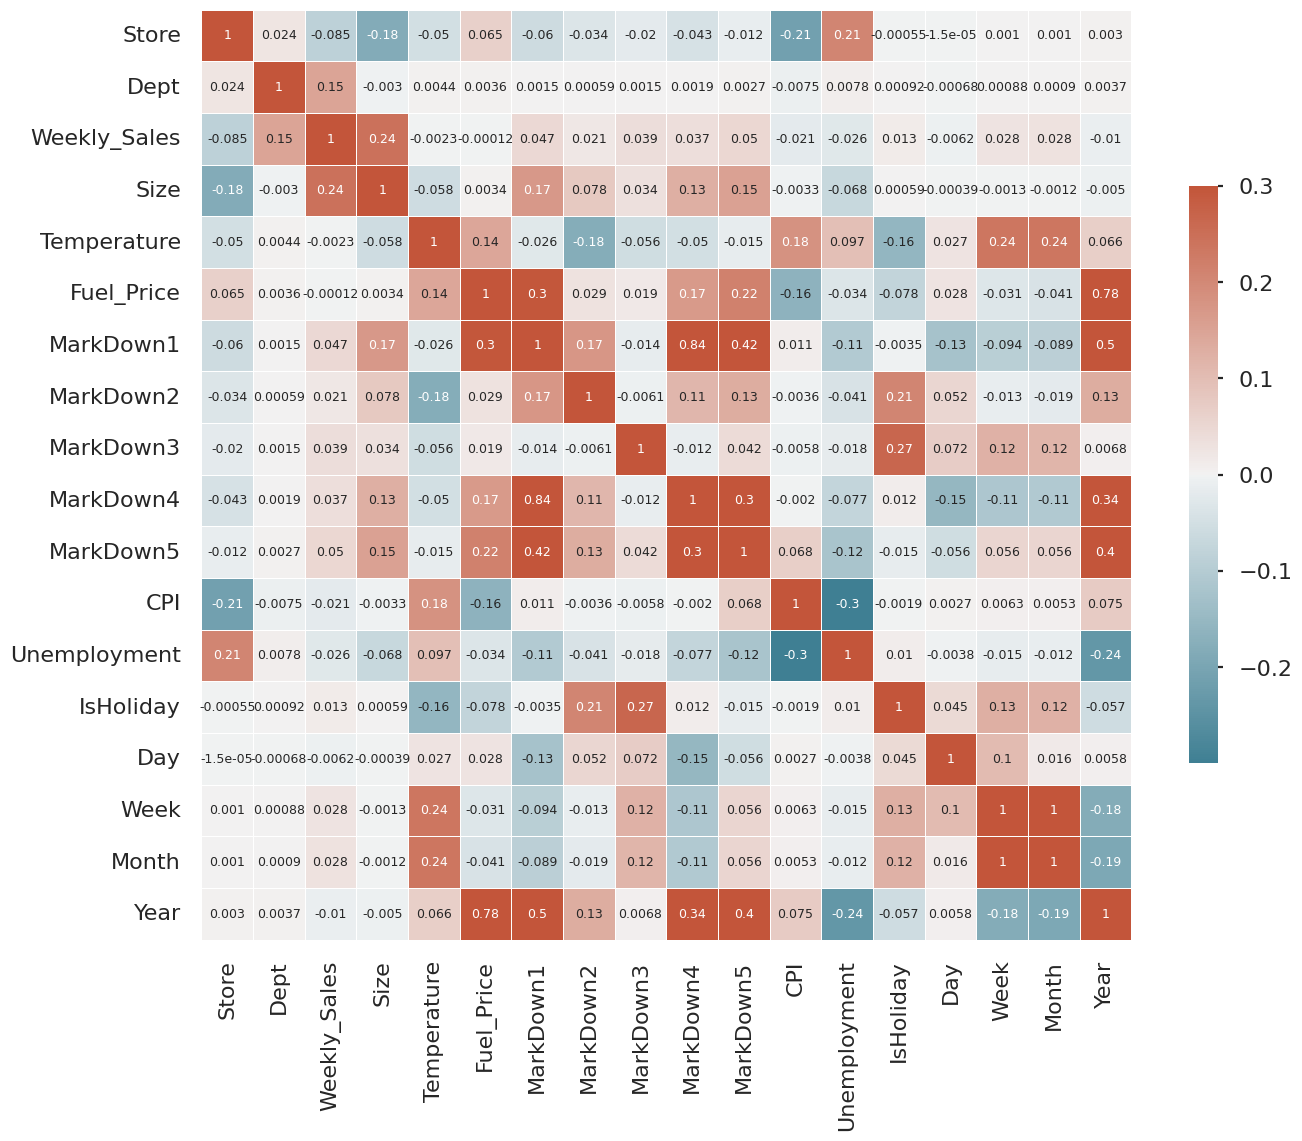 Store 1 0.024 -0.085 -0.18 -0.05 0.065 -0.06 -0.034 -0.02 -0.043 -0.012 -0.21 0.21 -0.00055 -1.5e-05 0.001 0.001 0.003
Dept 0.024 1 0.15 -0.003 0.0044 0.0036 0.0015 0.00059 0.0015 0.0019 0.0027 -0.0075 0.0078 0.00092 -0.00068 0.00088 0.0009 0.0037
Weekly_Sales -0.085 0.15 1 0.24 -0.0023 -0.00012 0.047 0.021 0.039 0.037 0.05 -0.021 -0.026 0.013 -0.0062 0.028 0.028 -0.01
Size -0.18 -0.003 0.24 1 -0.058 0.0034 0.17 0.078 0.034 0.13 0.15 -0.0033 -0.068 0.00059 -0.00039 -0.0013 -0.0012 -0.005
Temperature -0.05 0.0044 -0.0023 -0.058 1 0.14 -0.026 -0.18 -0.056 -0.05 -0.015 0.18 0.097 -0.16 0.027 0.24 0.24 0.066
Fuel_Price 0.065 0.0036 -0.00012 0.0034 0.14 1 0.3 0.029 0.019 0.17 0.22 -0.16 -0.034 -0.078 0.028 -0.031 -0.041 0.78
MarkDown1 -0.06 0.0015 0.047 0.17 -0.026 0.3 1 0.17 -0.014 0.84 0.42 0.011 -0.11 -0.0035 -0.13 -0.094 -0.089 0.5
MarkDown2 -0.034 0.00059 0.021 0.078 -0.18 0.029 0.17 1 -0.0061 0.11 0.13 -0.0036 -0.041 0.21 0.052 -0.013 -0.019 0.13
MarkDown3 -0.02 0.0015 0.039 0.034 -0.056 0.019 -0.014 -0.0061 1 -0.012 0.042 -0.0058 -0.018 0.27 0.072 0.12 0.12 0.0068
MarkDown4 -0.043 0.0019 0.037 0.13 -0.05 0.17 0.84 0.11 -0.012 1 0.3 -0.002 -0.077 0.012 -0.15 -0.11 -0.11 0.34
MarkDown5 -0.012 0.0027 0.05 0.15 -0.015 0.22 0.42 0.13 0.042 0.3 1 0.068 -0.12 -0.015 -0.056 0.056 0.056 0.4
CPI -0.21 -0.0075 -0.021 -0.0033 0.18 -0.16 0.011 -0.0036 -0.0058 -0.002 0.068 1 -0.3 -0.0019 0.0027 0.0063 0.0053 0.075
Unemployment 0.21 0.0078 -0.026 -0.068 0.097 -0.034 -0.11 -0.041 -0.018 -0.077 -0.12 -0.3 1 0.01 -0.0038 -0.015 -0.012 -0.24
IsHoliday -0.00055 0.00092 0.013 0.00059 -0.16 -0.078 -0.0035 0.21 0.27 0.012 -0.015 -0.0019 0.01 1 0.045 0.13 0.12 -0.057
Day -1.5e-05 -0.00068 -0.0062 -0.00039 0.027 0.028 -0.13 0.052 0.072 -0.15 -0.056 0.0027 -0.0038 0.045 1 0.1 0.016 0.0058
Week 0.001 0.00088 0.028 -0.0013 0.24 -0.031 -0.094 -0.013 0.12 -0.11 0.056 0.0063 -0.015 0.13 0.1 1 1 -0.18
Month 0.001 0.0009 0.028 -0.0012 0.24 -0.041 -0.089 -0.019 0.12 -0.11 0.056 0.0053 -0.012 0.12 0.016 1 1 -0.19
Year 0.003 0.0037 -0.01 -0.005 0.066 0.78 0.5 0.13 0.0068 0.34 0.4 0.075 -0.24 -0.057 0.0058 -0.18 -0.19 1
Store Dept Weekly_Sales Size Temperature Fuel_Price MarkDown1 MarkDown2 MarkDown3 MarkDown4 MarkDown5 CPI Unemployment IsHoliday Day Week Month Year
0.3
0.2
0.1
0.0
−0.1
−0.2